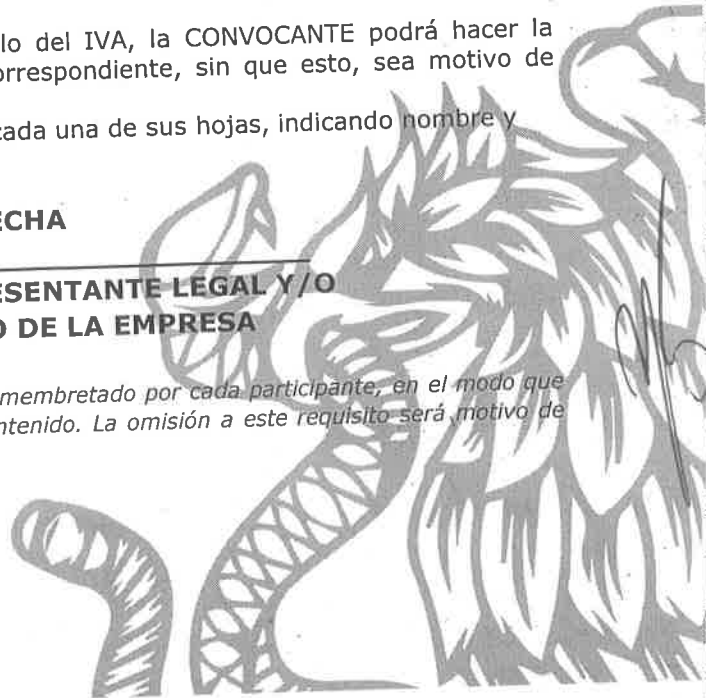 lo del IVA, la CONVOCANTE podrá hacer la
orrespondiente, sin que esto, sea motivo de
cada una de sus hojas, indicando nombre y
ECHA
ESENTANTE LEGAL Y/O
O DE LA EMPRESA
membretado por cada participante, en el modo que
ntenido. La omisión a este requisito será motivo de